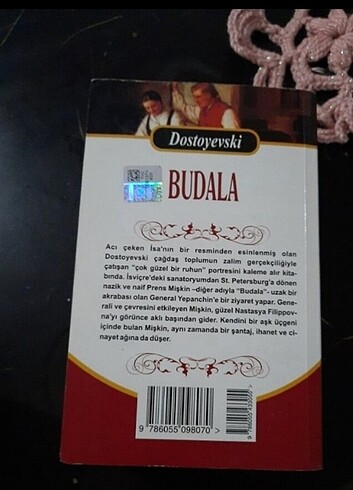 Dostoyevski
BUDALA
Acı çeken İsa'nın bir resminden esinlenmiş olan
Dostoyevski çağdaş toplumun zalim gerçekçiliğiyle
çatışan "çok güzel bir ruhun" portresini kaleme alır kita-
bında. İsviçre'deki sanatoryumdan St. Petersburg'a dönen
nazik ve naif Prens Mişkin –diğer adıyla "Budala"- uzak bir
akrabası olan General Yepanchin'e bir ziyaret yapar. Gene-
rali ve çevresini etkileyen Mişkin, güzel Nastasya Filippov-
na'yı görünce aklı başından gider. Kendini bir aşk üçgeni
içinde bulan Mişkin, aynı zamanda bir şantaj, ihanet ve ci-
nayet ağına da düşer.
9 786055 098070 >